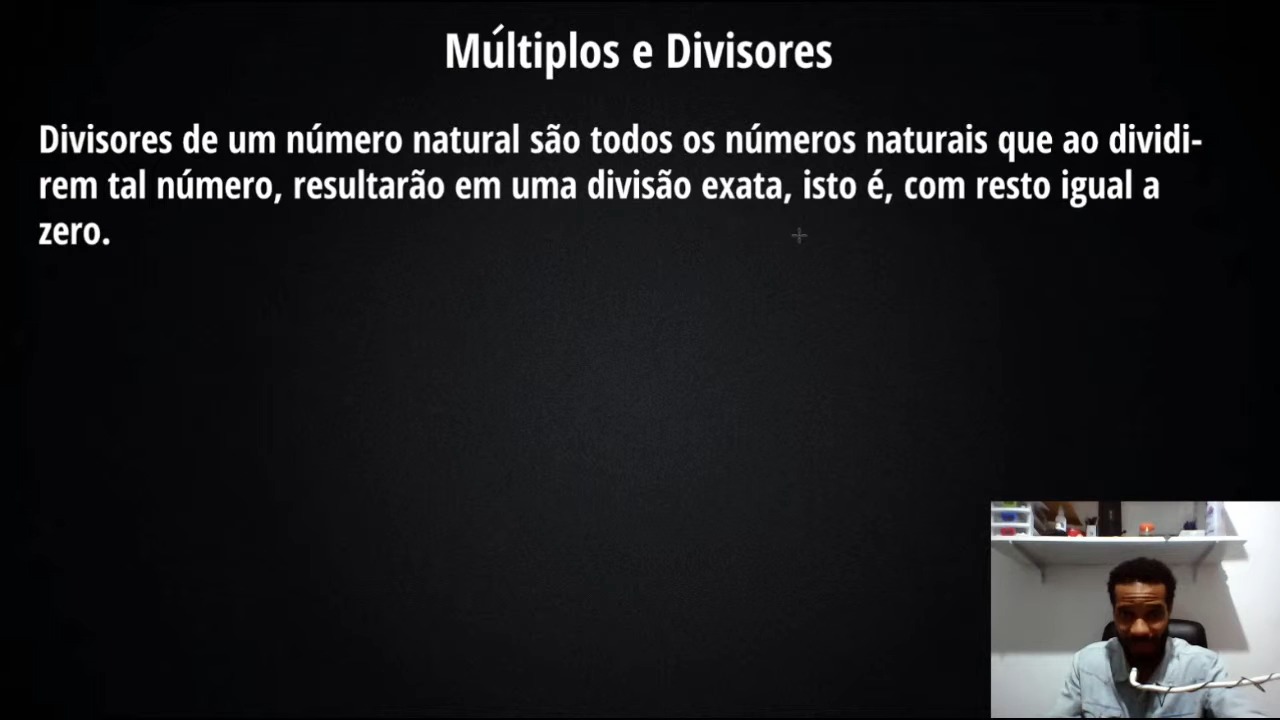 Múltiplos e Divisores
Divisores de um número natural são todos os números naturais que ao dividi-
rem tal número, resultarão em uma divisão exata, isto é, com resto igual a
zero.